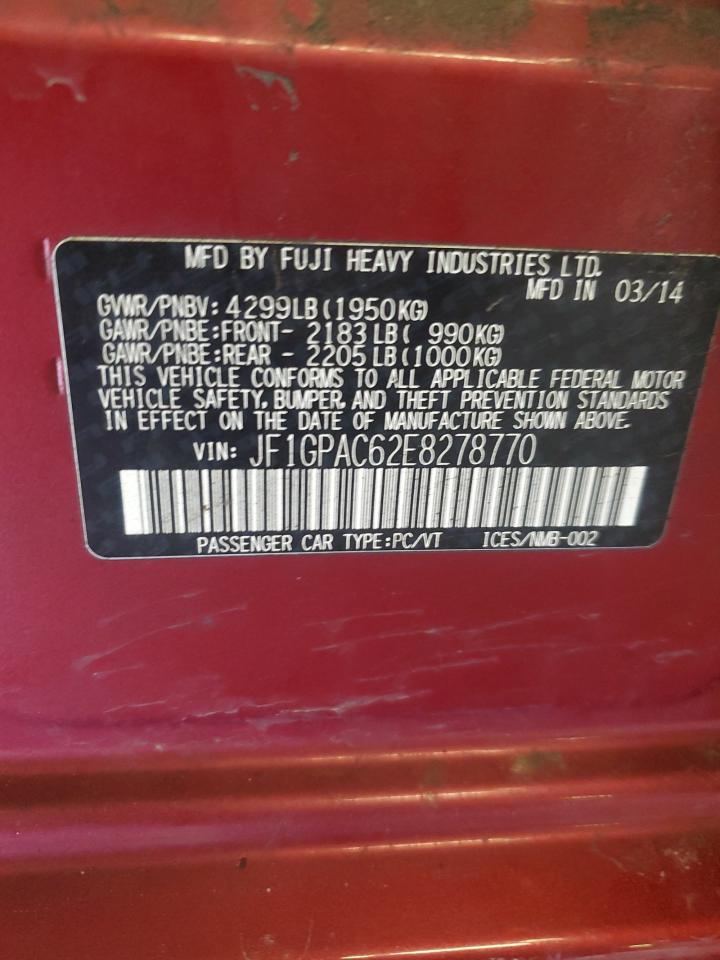 MFD BY FUJI HEAVY INDUSTRIES LTD.
MFD IN 03/14
GVWR/PNBV: 4299LB(1950KG)
GAWR/PNBE:FRONT- 2183LB( 990KG)
GAWR/PNBE:REAR - 2205LB(1000KG)
THIS VEHICLE CONFORMS TO ALL APPLICABLE FEDERAL MOTOR
VEHICLE SAFETY, BUMPER, AND THEFT PREVENTION STANDARDS
IN EFFECT ON THE DATE OF MANUFACTURE SHOWN ABOVE.
VIN: JF1GPAC62E8278770
PASSENGER CAR TYPE:PC/VT ICES/NMB-002